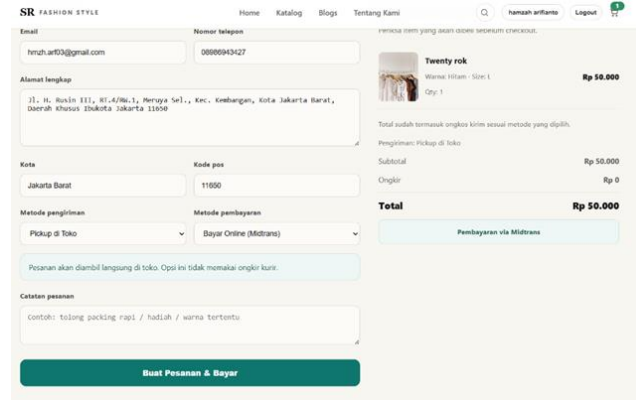 SR FASHION STYLE
Home Katalog Blogs Tentang Kami
hamzah arifianto
Logout
1
Email
Nomor telepon
hmzh.arf03@gmail.com
08986943427
Alamat lengkap
Jl. H. Rusin III, RT.4/RW.1, Meruya Sel., Kec. Kembangan, Kota Jakarta Barat,
Daerah Khusus Ibukota Jakarta 11650
Kota
Kode pos
Jakarta Barat
11650
Metode pengiriman
Metode pembayaran
Pickup di Toko
Bayar Online (Midtrans)
Pesanan akan diambil langsung di toko. Opsi ini tidak memakai ongkir kurir.
Catatan pesanan
Contoh: tolong packing rapi / hadiah / warna tertentu
Buat Pesanan & Bayar
Periksa item yang akan dibeli sebelum checkout.
Twenty rok
Warna: Hitam · Size: L
Qty: 1
Rp 50.000
Total sudah termasuk ongkos kirim sesuai metode yang dipilih.
Pengiriman: Pickup di Toko
Subtotal Rp 50.000
Ongkir Rp 0
Total Rp 50.000
Pembayaran via Midtrans